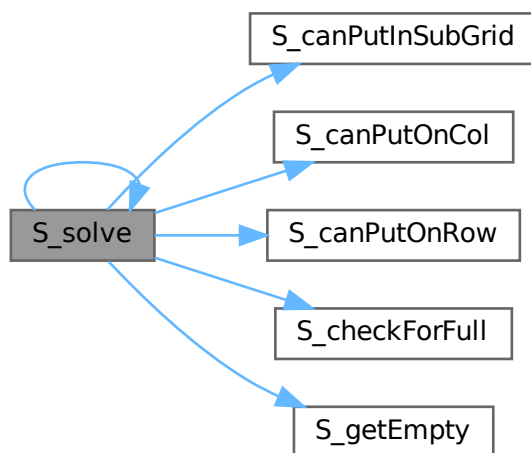 S_canPutInSubGrid
S_canPutOnCol
S_solve
S_canPutOnRow
S_checkForFull
S_getEmpty